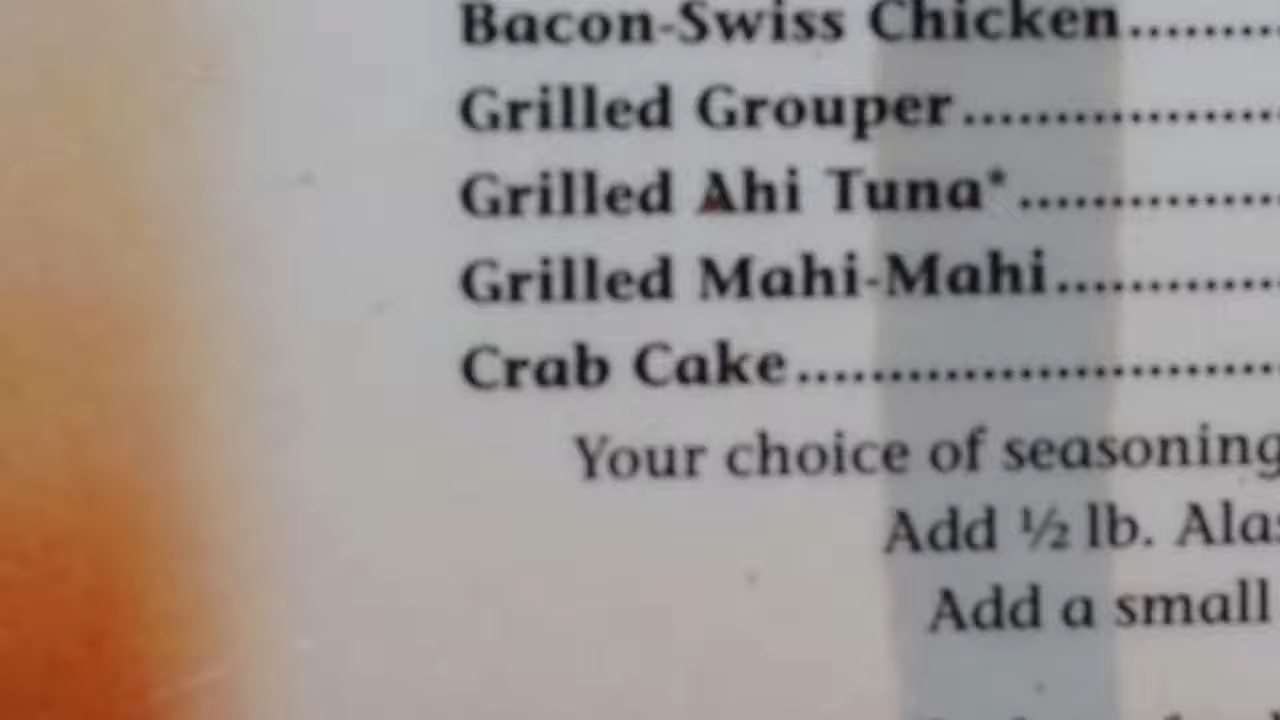 Bacon-Swiss Chicken.........
Grilled Grouper.................
Grilled Ahi Tuna*..............
Grilled Mahi-Mahi............
Crab Cake..........................
Your choice of seasoning
Add ½ lb.
Add a small